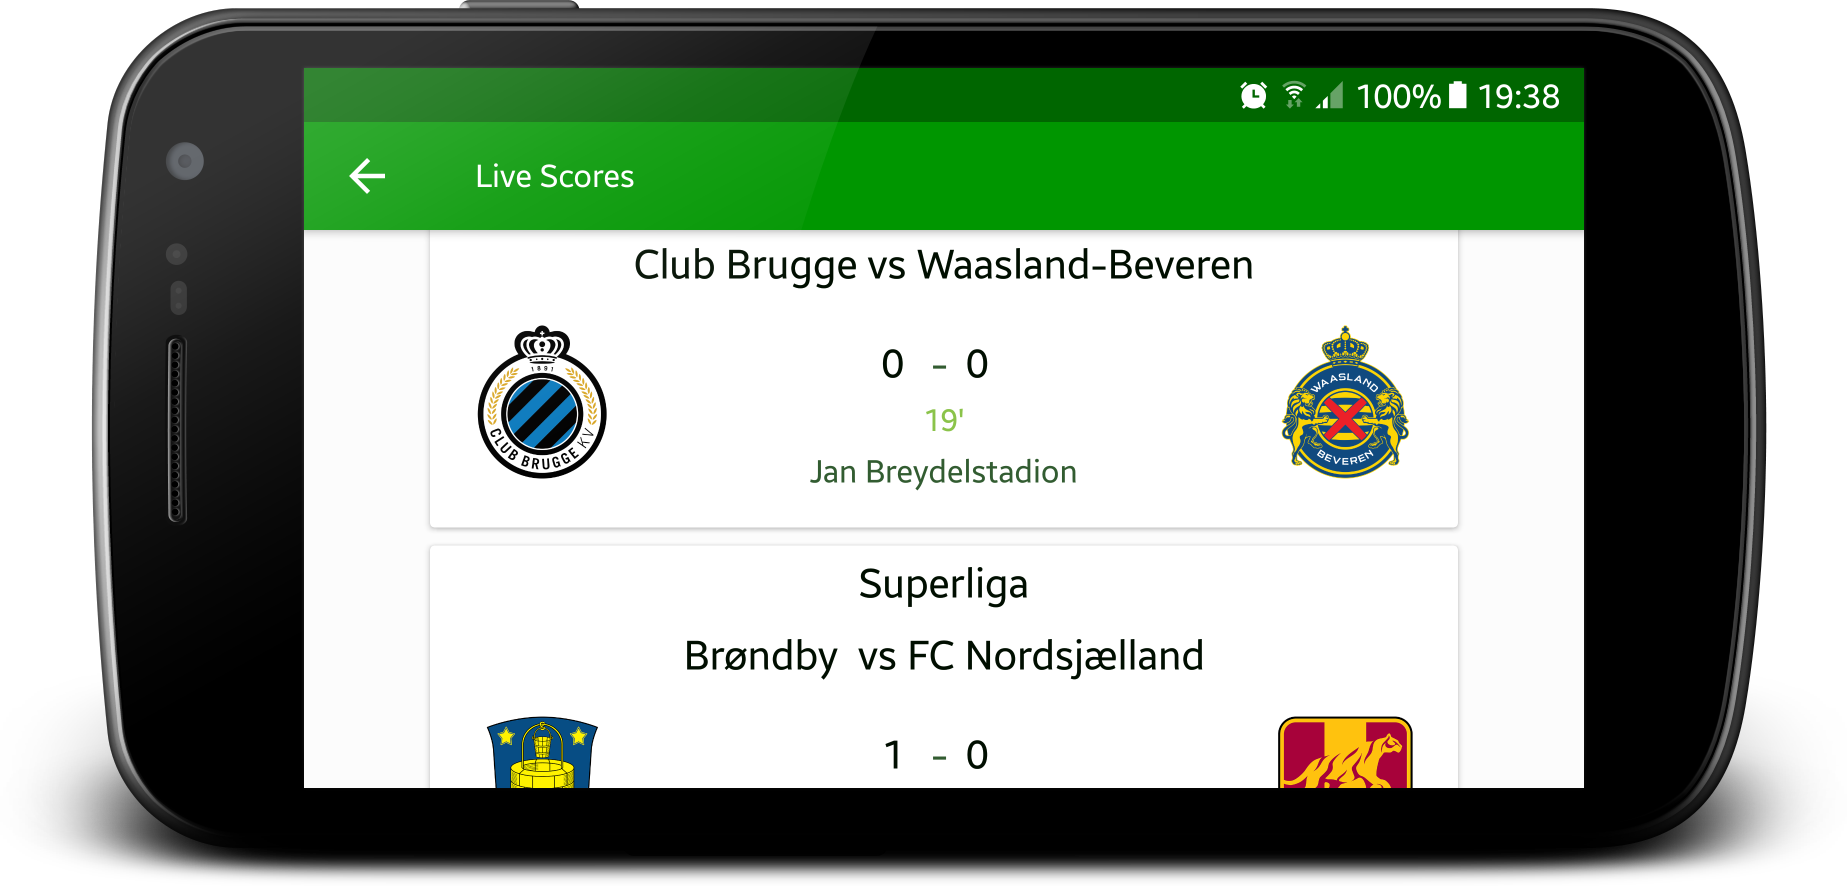 100% 19:38
Live Scores
Club Brugge vs Waasland-Beveren
0 - 0
19'
Jan Breydelstadion
1891
CLUB BRUGGE KV
WAASLAND
BEVEREN
Superliga
Brøndby vs FC Nordsjælland
1 - 0